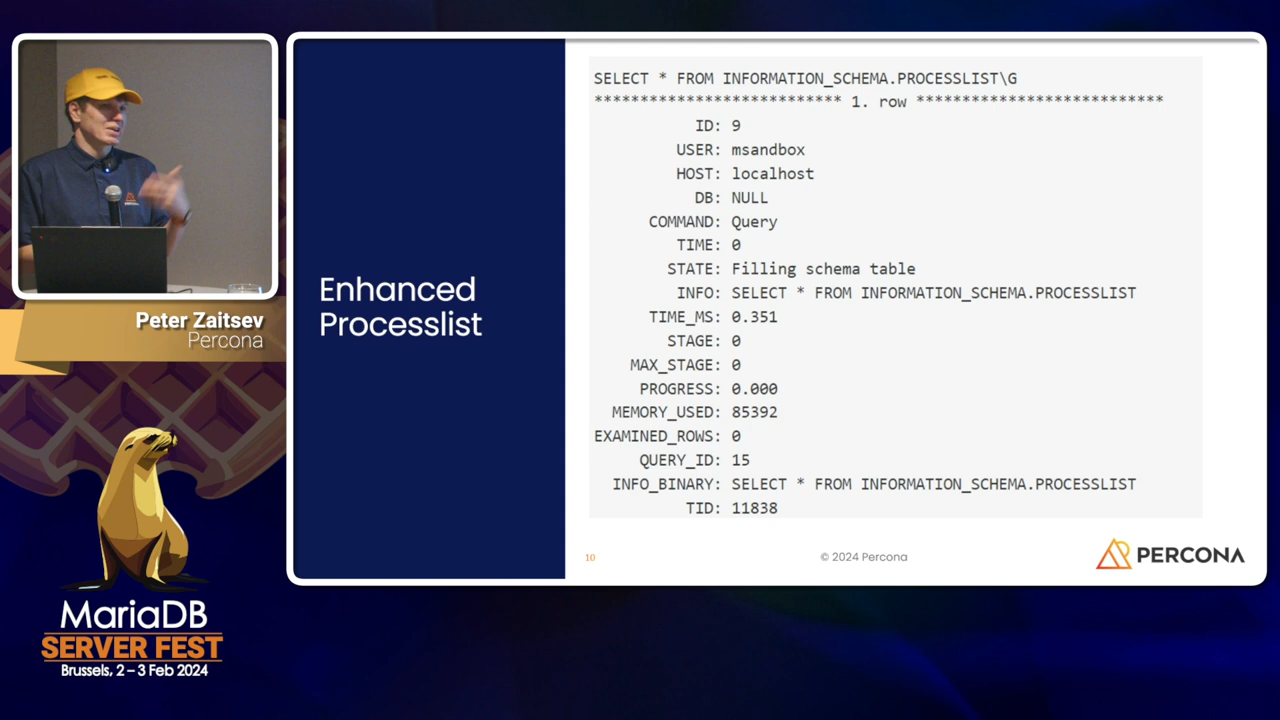 Peter Zaitsev
Percona
MariaDB
SERVER FEST
Brussels, 2 – 3 Feb 2024
Enhanced
Processlist
SELECT * FROM INFORMATION_SCHEMA.PROCESSLIST\G
*************************** 1. row ***************************
ID: 9
USER: msandbox
HOST: localhost
DB: NULL
COMMAND: Query
TIME: 0
STATE: Filling schema table
INFO: SELECT * FROM INFORMATION_SCHEMA.PROCESSLIST
TIME_MS: 0.351
STAGE: 0
MAX_STAGE: 0
PROGRESS: 0.000
MEMORY_USED: 85392
EXAMINED_ROWS: 0
QUERY_ID: 15
INFO_BINARY: SELECT * FROM INFORMATION_SCHEMA.PROCESSLIST
TID: 11838
10
© 2024 Percona
PERCONA